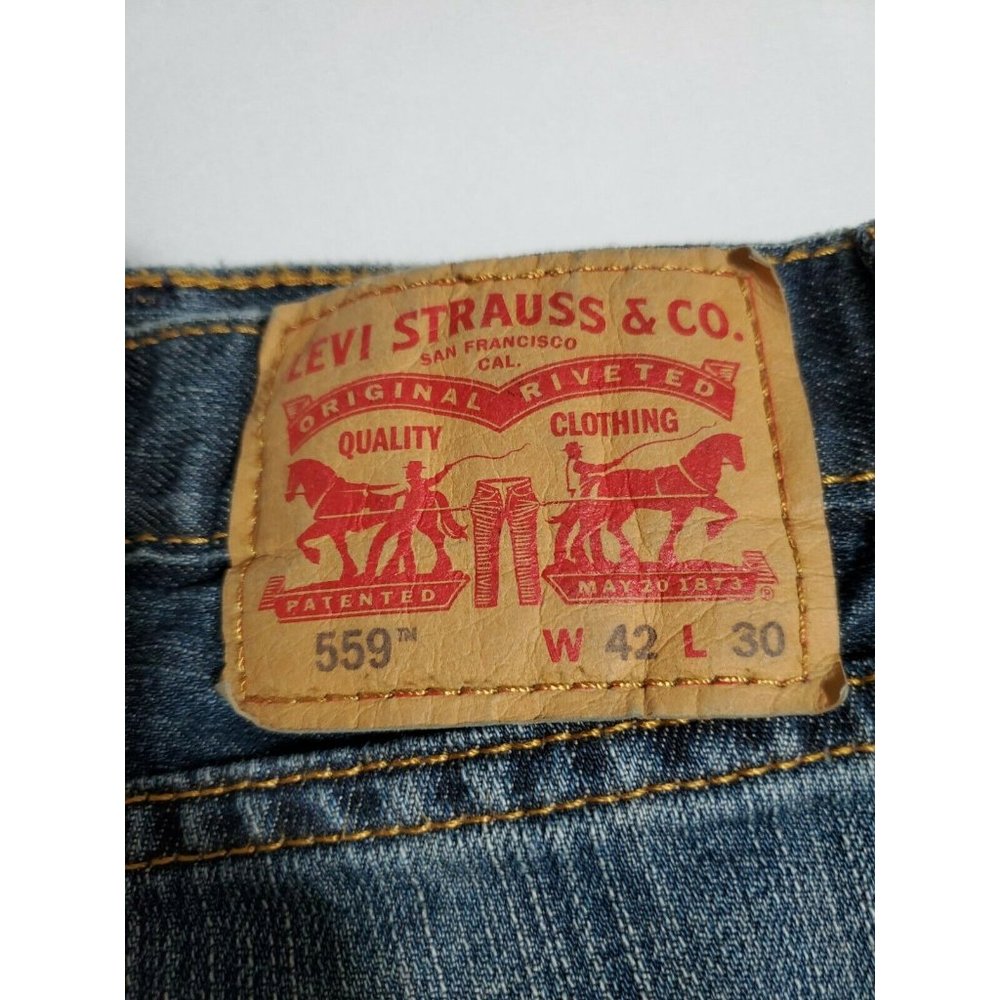 LEVI STRAUSS & CO.
SAN FRANCISCO
CAL.
ORIGINAL RIVETED
QUALITY CLOTHING
PATENTED MAY 20 1873 ®
559™ W 42 L 30